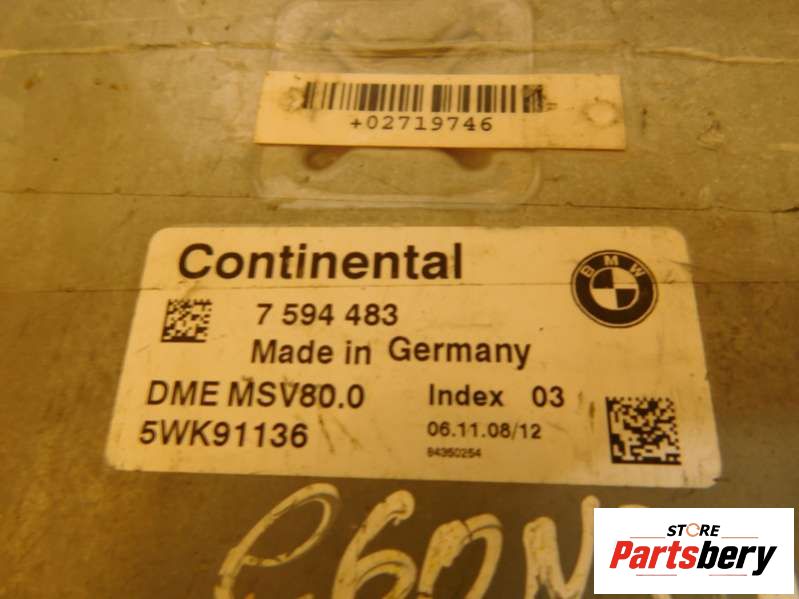 +02719746
Continental
BMW
7 594 483
Made in Germany
DME MSV80.0 Index 03
5WK91136 06.11.08/12
84350254
STORE
Partsbery